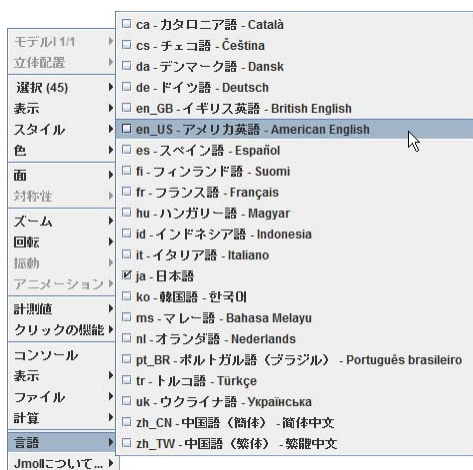 モデル1 1/1
立体配置
選択 (45)
表示
スタイル
色
面
対称性
ズーム
回転
振動
アニメーション
計測値
クリックの機能
コンソール
表示
ファイル
計算
言語
Jmolについて...
ca - カタロニア語 - Català
cs - チェコ語 - Čeština
da - デンマーク語 - Dansk
de - ドイツ語 - Deutsch
en_GB - イギリス英語 - British English
en_US - アメリカ英語 - American English
es - スペイン語 - Español
fi - フィンランド語 - Suomi
fr - フランス語 - Français
hu - ハンガリー語 - Magyar
id - インドネシア語 - Indonesia
it - イタリア語 - Italiano
ja - 日本語
ko - 韓国語 - 한국어
ms - マレー語 - Bahasa Melayu
nl - オランダ語 - Nederlands
pt_BR - ポルトガル語（ブラジル） - Português brasileiro
tr - トルコ語 - Türkçe
uk - ウクライナ語 - Українська
zh_CN - 中国語（簡体） - 简体中文
zh_TW - 中国語（繁体） - 繁體中文